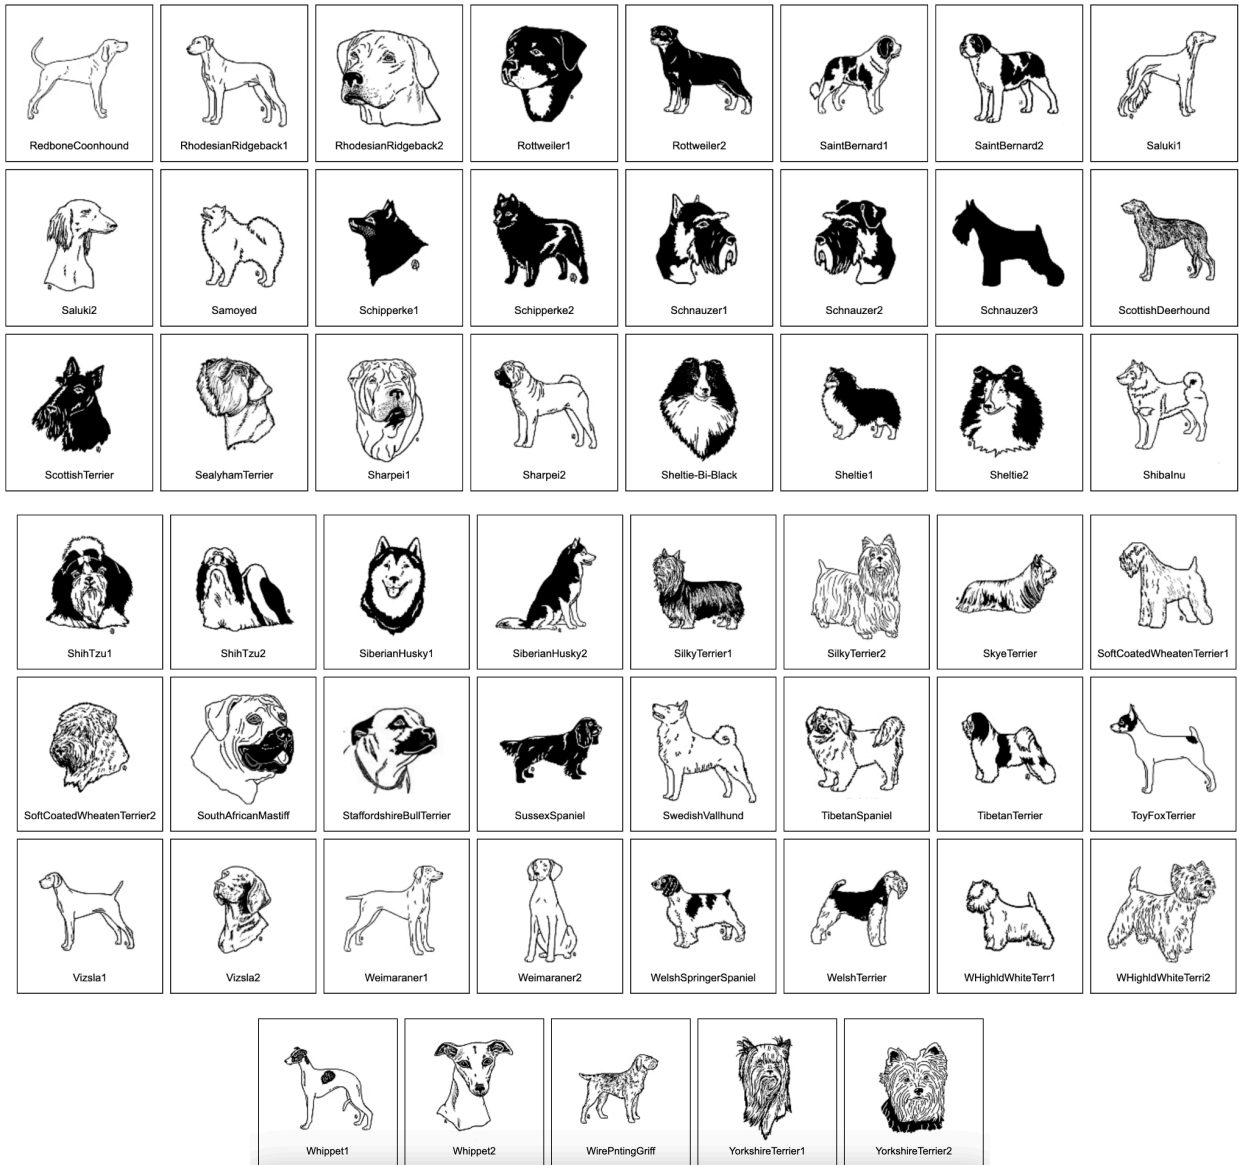 RedboneCoonhound RhodesianRidgeback1 RhodesianRidgeback2 Rottweiler1 Rottweiler2 SaintBernard1 SaintBernard2 Saluki1
Saluki2 Samoyed Schipperke1 Schipperke2 Schnauzer1 Schnauzer2 Schnauzer3 ScottishDeerhound
ScottishTerrier SealyhamTerrier Sharpei1 Sharpei2 Sheltie-Bi-Black Sheltie1 Sheltie2 ShibaInu
ShihTzu1 ShihTzu2 SiberianHusky1 SiberianHusky2 SilkyTerrier1 SilkyTerrier2 SkyeTerrier SoftCoatedWheatenTerrier1
SoftCoatedWheatenTerrier2 SouthAfricanMastiff StaffordshireBullTerrier SussexSpaniel SwedishVallhund TibetanSpaniel TibetanTerrier ToyFoxTerrier
Vizsla1 Vizsla2 Weimaraner1 Weimaraner2 WelshSpringerSpaniel WelshTerrier WHighldWhiteTerr1 WHighldWhiteTerri2
Whippet1 Whippet2 WirePntingGriff YorkshireTerrier1 YorkshireTerrier2